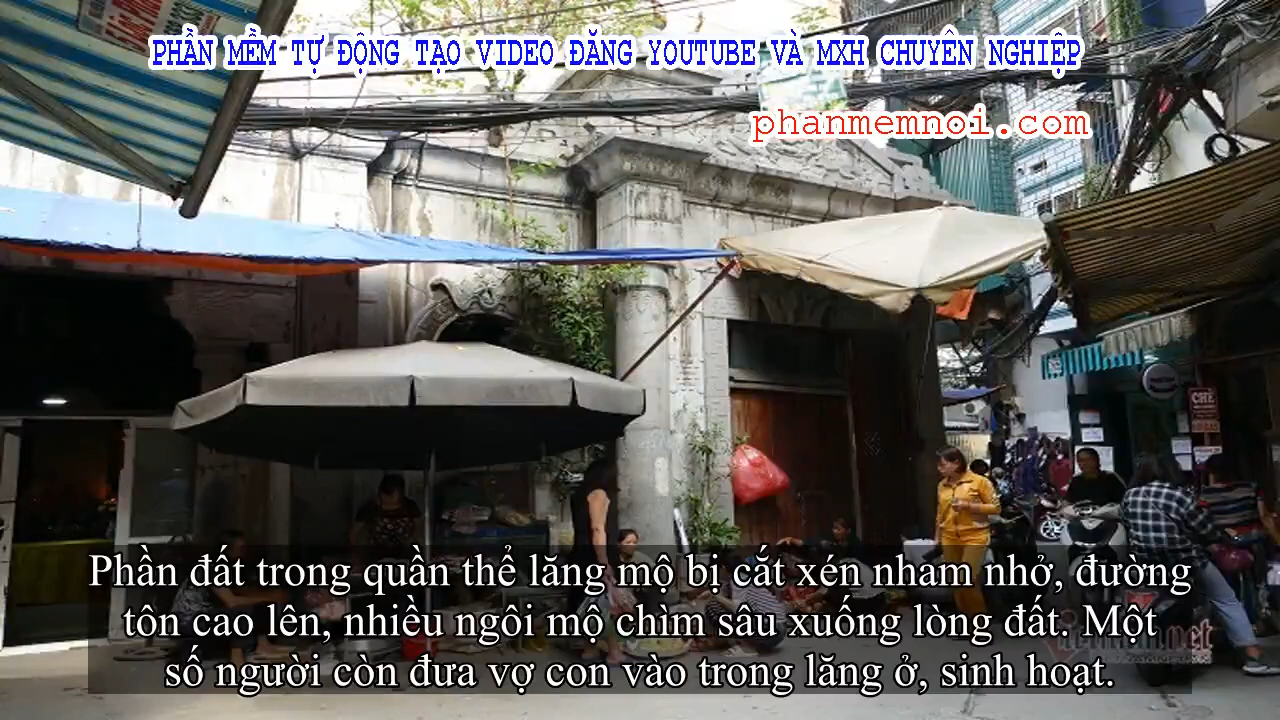 PHẦN MỀM TỰ ĐỘNG TẠO VIDEO ĐĂNG YOUTUBE VÀ MXH CHUYÊN NGHIỆP
phanmemnoi.com
CHÈ
Phần đất trong quần thể lăng mộ bị cắt xén nham nhở, đường
tôn cao lên, nhiều ngôi mộ chìm sâu xuống lòng đất. Một
số người còn đưa vợ con vào trong lăng ở, sinh hoạt.